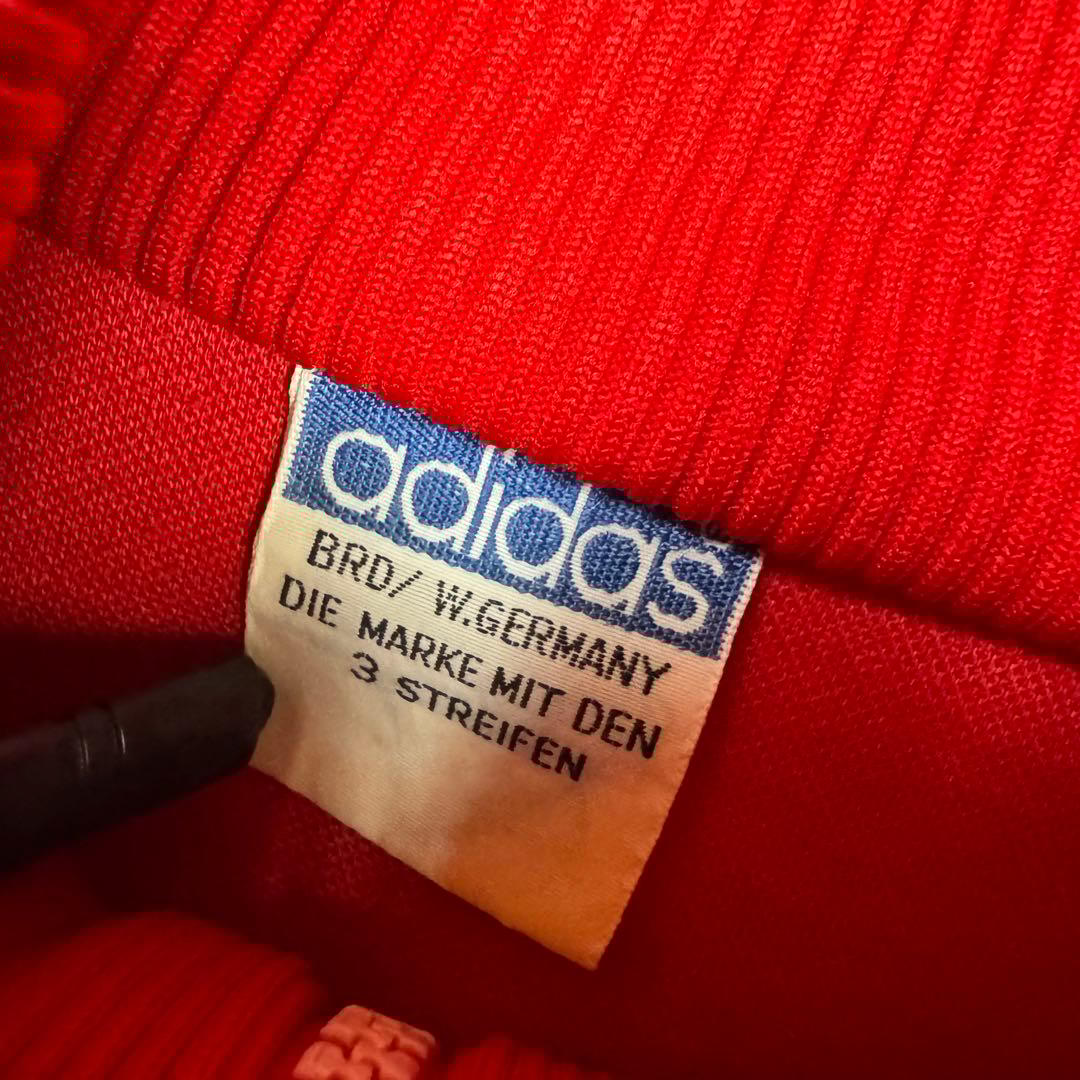 adidas
BRD/ W.GERMANY
DIE MARKE MIT DEN
3 STREIFEN